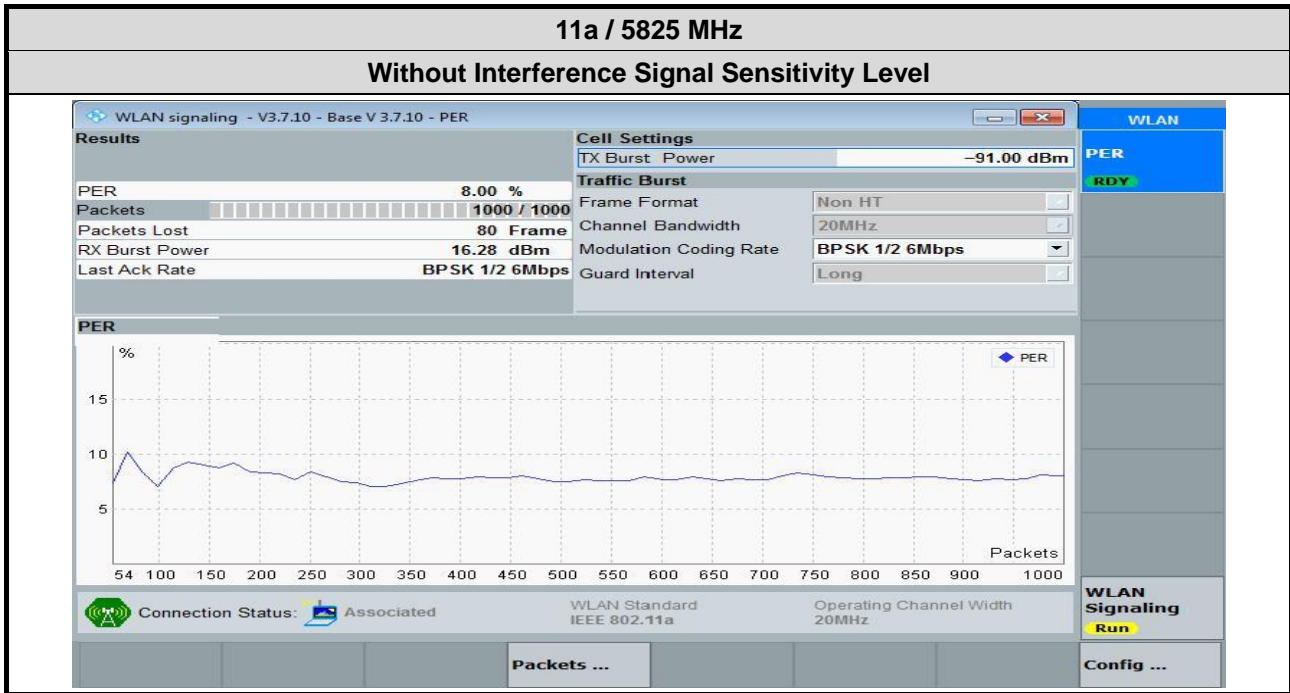 11a / 5825 MHz
Without Interference Signal Sensitivity Level
WLAN signaling - V3.7.10 - Base V 3.7.10 - PER
WLAN
Results
Cell Settings
TX Burst Power −91.00 dBm
PER
RDY
PER 8.00 %
Traffic Burst
Packets 1000 / 1000
Frame Format Non HT
Packets Lost 80 Frame
Channel Bandwidth 20MHz
RX Burst Power 16.28 dBm
Modulation Coding Rate BPSK 1/2 6Mbps
Last Ack Rate BPSK 1/2 6Mbps
Guard Interval Long
PER
%
PER
15
10
5
Packets
54 100 150 200 250 300 350 400 450 500 550 600 650 700 750 800 850 900 1000
Connection Status: Associated
WLAN Standard
IEEE 802.11a
Operating Channel Width
20MHz
WLAN
Signaling
Run
Packets ...
Config ...